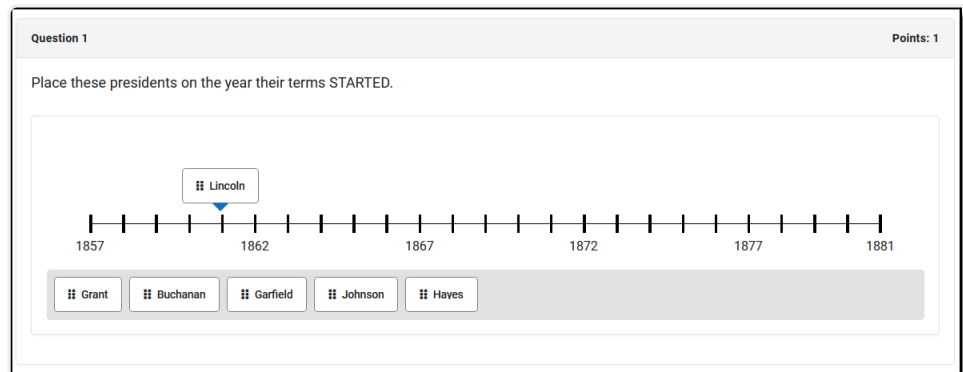 Question 1 Points: 1
Place these presidents on the year their terms STARTED.
Lincoln
1857 1862 1867 1872 1877 1881
Grant Buchanan Garfield Johnson Hayes